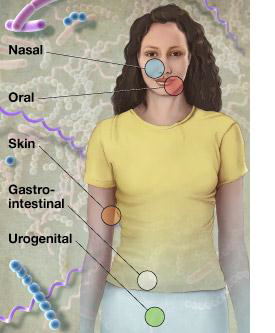 Nasal
Oral
Skin
Gastro-
intestinal
Urogenital